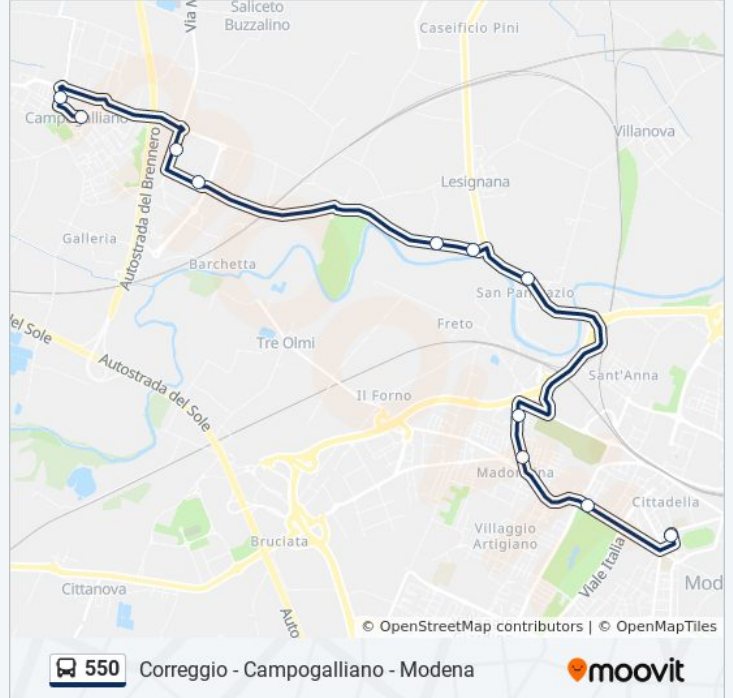 Saliceto
Buzzalino
Via M
Caseificio Pini
Campogalliano
Villanova
Autostrada del Brennero
Lesignana
Galleria
Barchetta
San Pancrazio
del Sole
Freto
Tre Olmi
Autostrada del Sole
Sant'Anna
Il Forno
Madonnina
Cittadella
Villaggio
Artigiano
Bruciata
Viale Italia
Cittanova
Mod
Auto
© OpenStreetMap contributors | © OpenMapTiles
550 Correggio - Campogalliano - Modena
moovit